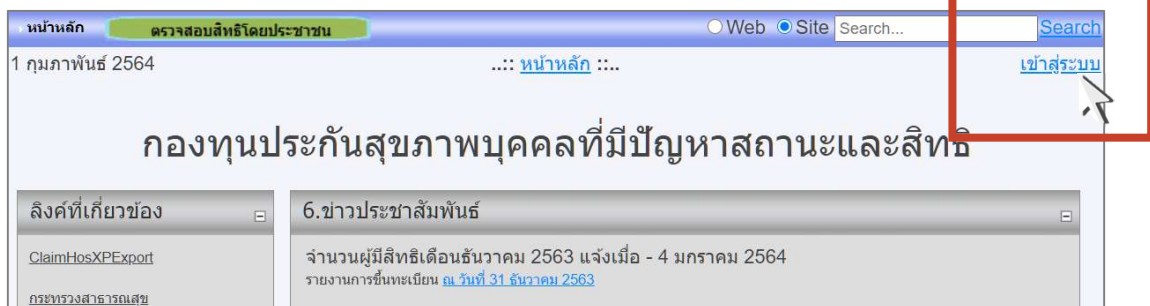 หน้าหลัก ตรวจสอบสิทธิโดยประชาชน Web Site Search... Search
1 กุมภาพันธ์ 2564 ..:: หน้าหลัก ::.. เข้าสู่ระบบ
กองทุนประกันสุขภาพบุคคลที่มีปัญหาสถานะและสิทธิ
ลิงค์ที่เกี่ยวข้อง 6.ข่าวประชาสัมพันธ์
ClaimHosXPExport จำนวนผู้มีสิทธิเดือนธันวาคม 2563 แจ้งเมื่อ - 4 มกราคม 2564
รายงานการขึ้นทะเบียน ณ วันที่ 31 ธันวาคม 2563
กระทรวงสาธารณสุข